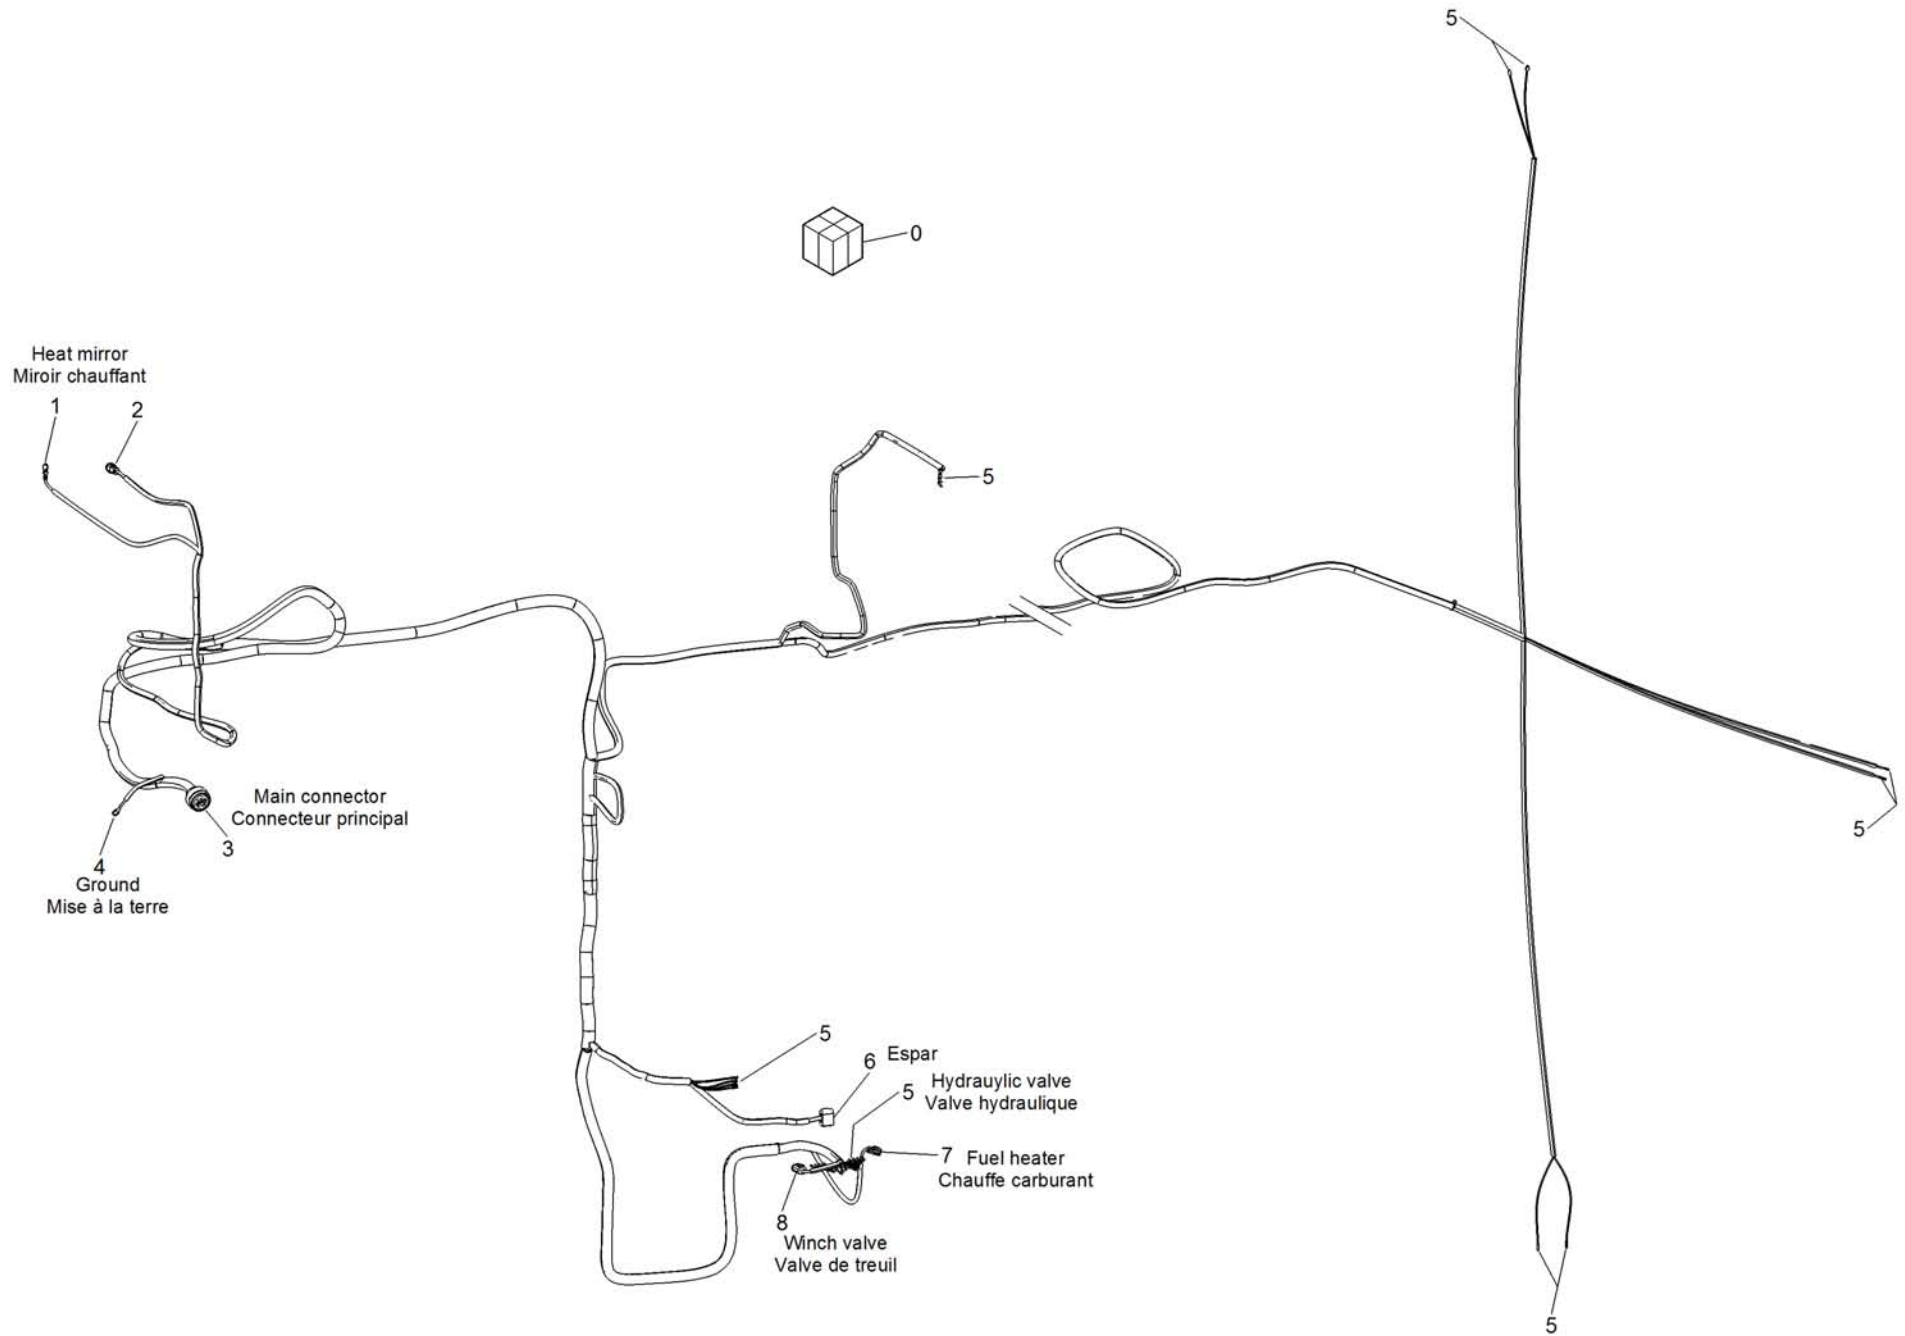 5
0
Heat mirror
Miroir chauffant
1
2
5
Main connector
Connecteur principal
3
4
Ground
Mise à la terre
5
5
6 Espar
5 Hydrauylic valve
Valve hydraulique
7 Fuel heater
Chauffe carburant
8
Winch valve
Valve de treuil
5